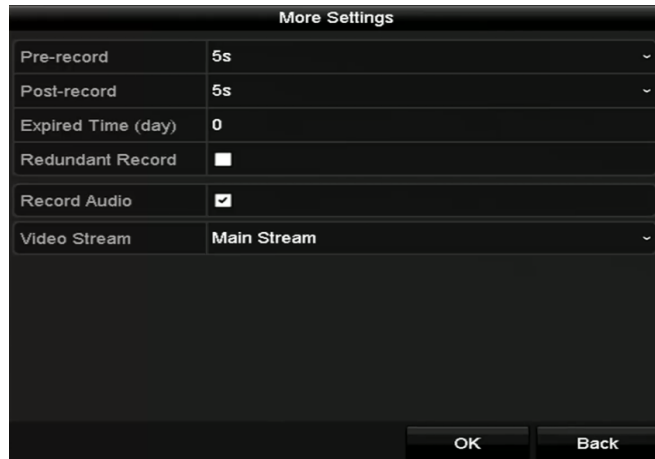 More Settings
Pre-record 5s
Post-record 5s
Expired Time (day) 0
Redundant Record
Record Audio
Video Stream Main Stream
OK Back